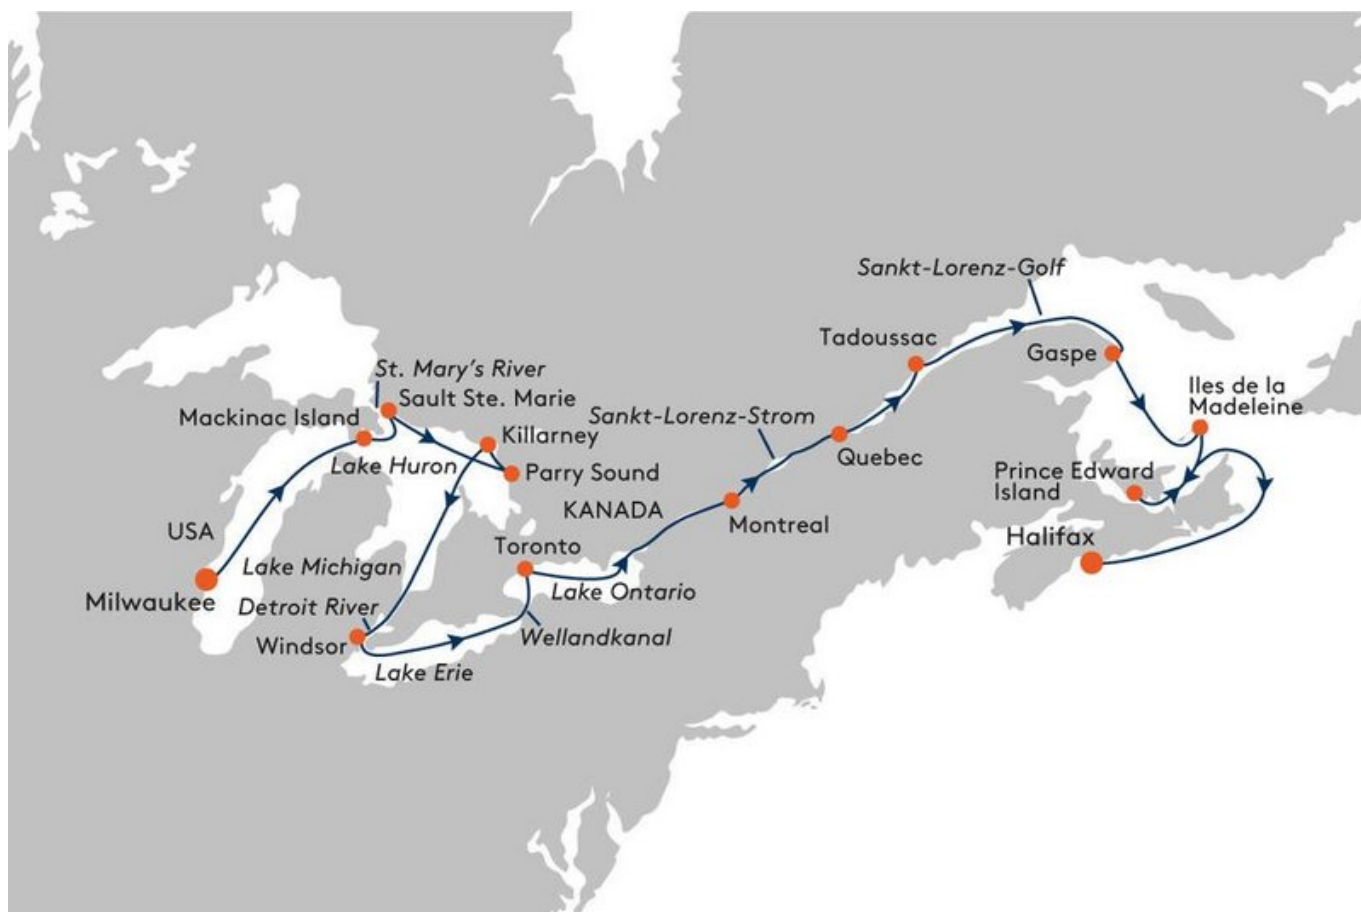 Sankt-Lorenz-Golf
Tadoussac
Gaspe
St. Mary's River
Iles de la
Madeleine
Sault Ste. Marie
Mackinac Island
Sankt-Lorenz-Strom
Killarney
Lake Huron
Quebec
Parry Sound
Prince Edward
Island
KANADA
Montreal
USA
Halifax
Toronto
Lake Michigan
Lake Ontario
Milwaukee
Detroit River
Wellandkanal
Windsor
Lake Erie